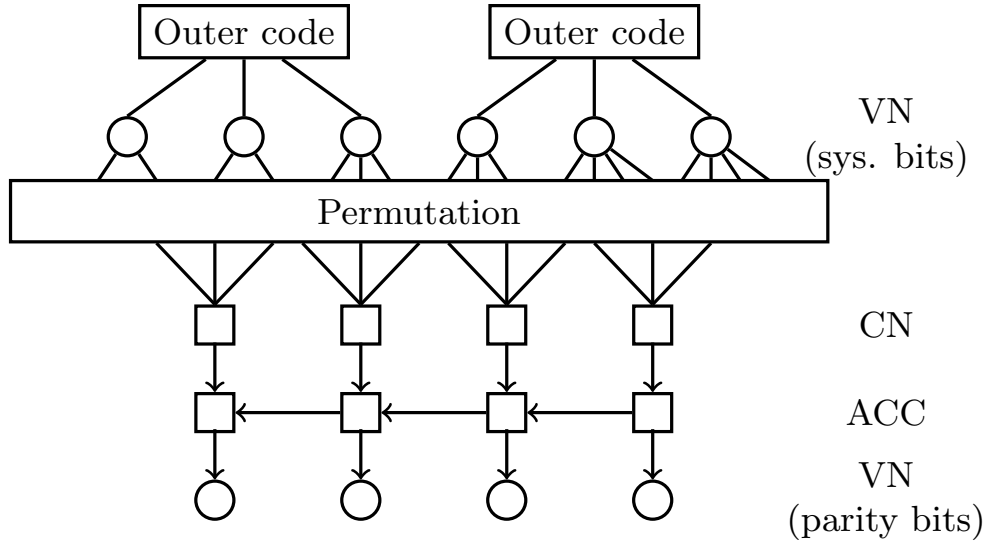 Outer code
Outer code
VN
(sys. bits)
Permutation
CN
ACC
VN
(parity bits)